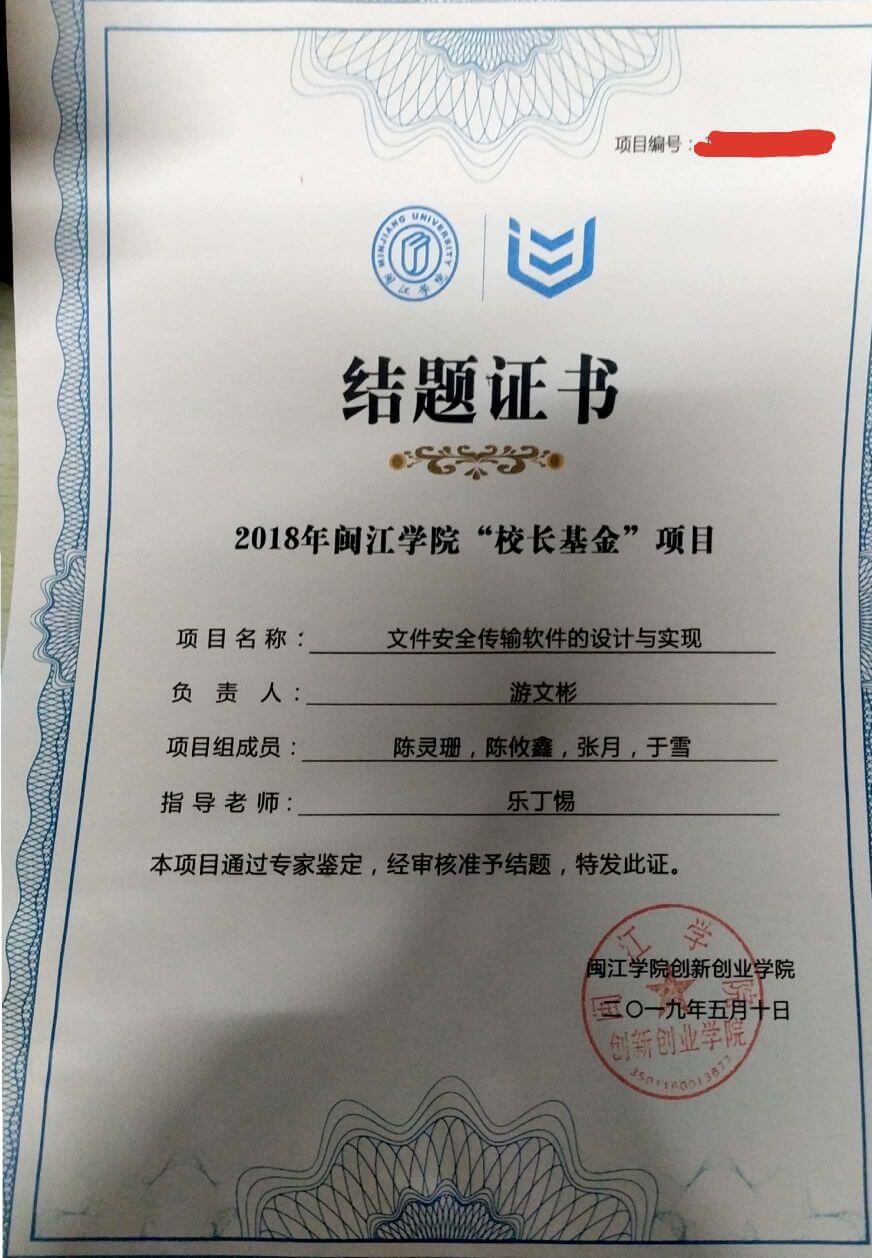 项目编号：
MINJIANG UNIVERSITY
闽江学院
结题证书
2018年闽江学院“校长基金”项目
项目名称：文件安全传输软件的设计与实现
负责人：游文彬
项目组成员：陈灵珊，陈攸鑫，张月，于雪
指导老师：乐丁惕
本项目通过专家鉴定，经审核准予结题，特发此证。
闽江学院
闽江学院创新创业学院
二〇一九年五月十日
创新创业学院